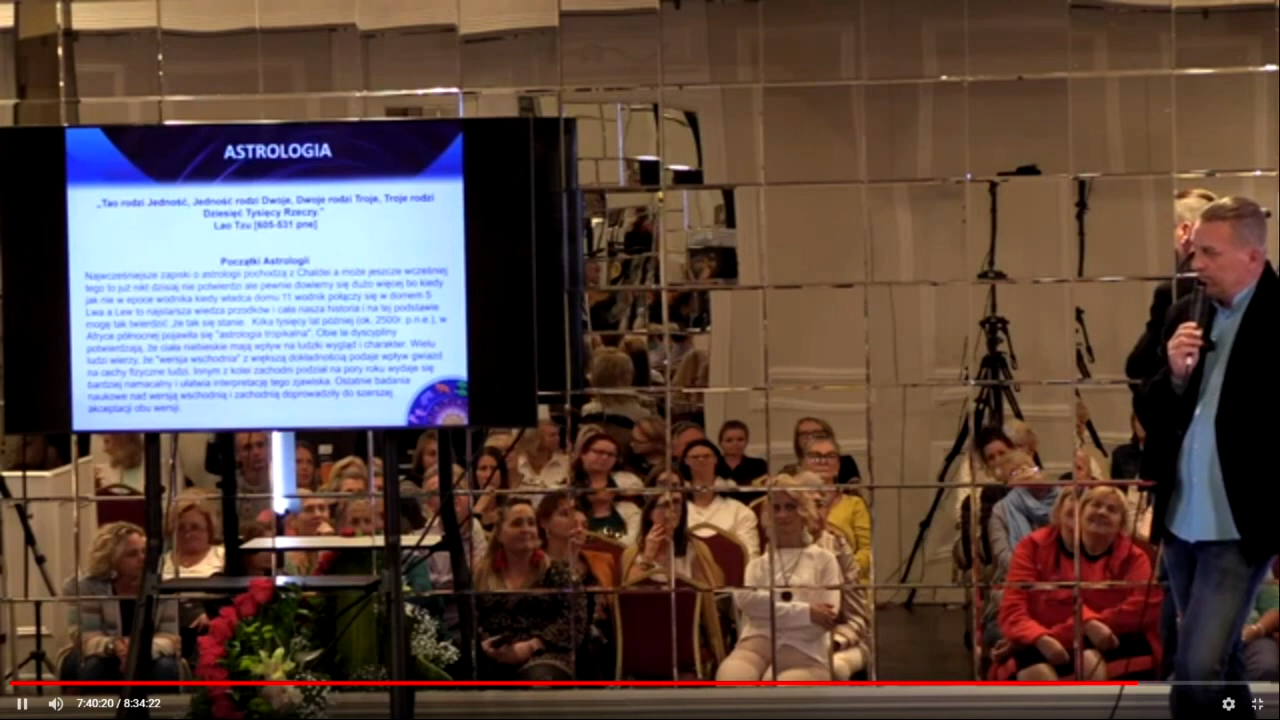 ASTROLOGIA
„Tao rodzi Jedność, Jedność rodzi Dwoje, Dwoje rodzi Troje, Troje rodzi
Dziesięć Tysięcy Rzeczy."
Lao Tzu [605-531 pne]
Początki Astrologii
Najwcześniejsze zapiski o astrologii pochodzą z Chaldei a może jeszcze wcześniej
tego to już nikt dzisiaj nie potwierdzi ale pewnie dowiemy się dużo więcej bo kiedy
jak nie w epoce wodnika kiedy władca domu 11 wodnik połączy się w domem 5
Lwa a Lew to najstarsza wiedza przodków i cała nasza historia i na tej podstawie
mogę tak twierdzić ,że tak się stanie. Kilka tysięcy lat później (ok. 2500r. p.n.e.), w
Afryce północnej pojawiła się "astrologia tropikalna". Obie te dyscypliny
potwierdzają, że ciała niebieskie mają wpływ na ludzki wygląd i charakter. Wielu
ludzi wierzy, że "wersja wschodnia" z większą dokładnością podaje wpływ gwiazd
na cechy fizyczne ludzi. Innym z kolei zachodni podział na pory roku wydaje się
bardziej namacalny i ułatwia interpretację tego zjawiska. Ostatnie badania
naukowe nad wersją wschodnią i zachodnią doprowadziły do szerszej
akceptacji obu wersji.
7:40:20 / 8:34:22